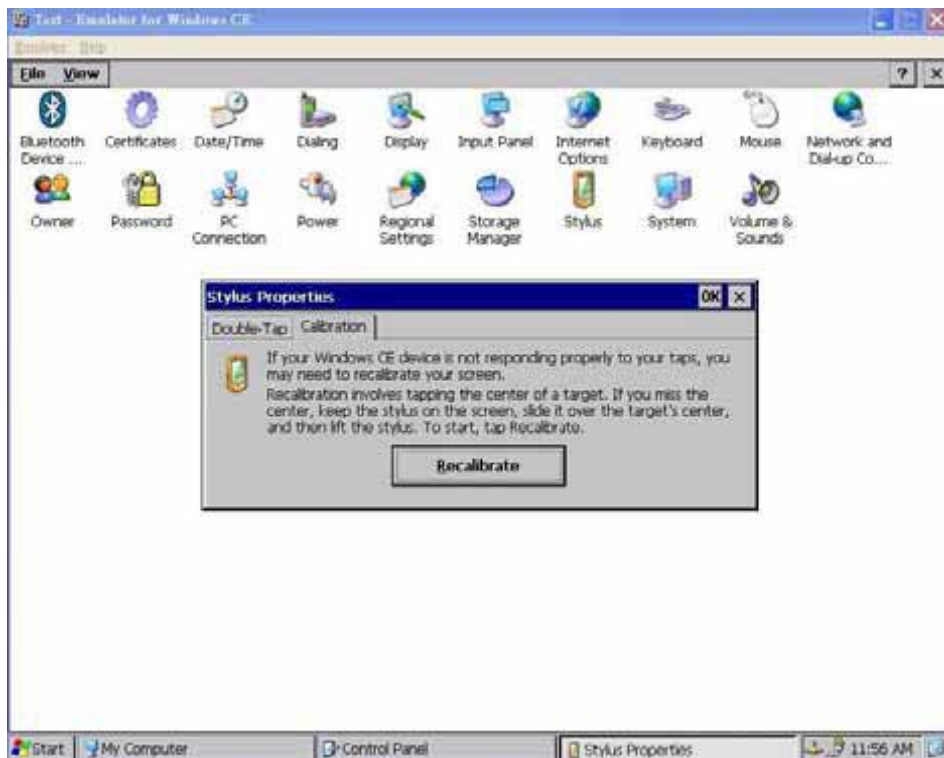 Test - Emulator for Windows CE
Emulator Help
File View
? ×
Bluetooth Certificates Date/Time Dialing Display Input Panel Internet Keyboard Mouse Network and
Device ... Options Dial-up Co...
Owner Password PC Power Regional Storage Stylus System Volume &
Connection Settings Manager Sounds
Stylus Properties OK ×
Double-Tap Calibration
If your Windows CE device is not responding properly to your taps, you
may need to recalibrate your screen.
Recalibration involves tapping the center of a target. If you miss the
center, keep the stylus on the screen, slide it over the target's center,
and then lift the stylus. To start, tap Recalibrate.
Recalibrate
Start My Computer Control Panel Stylus Properties 11:56 AM